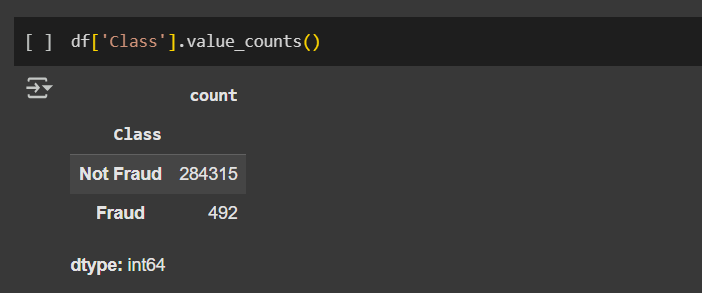 [ ] df['Class'].value_counts()
count
Class
Not Fraud 284315
Fraud 492
dtype: int64